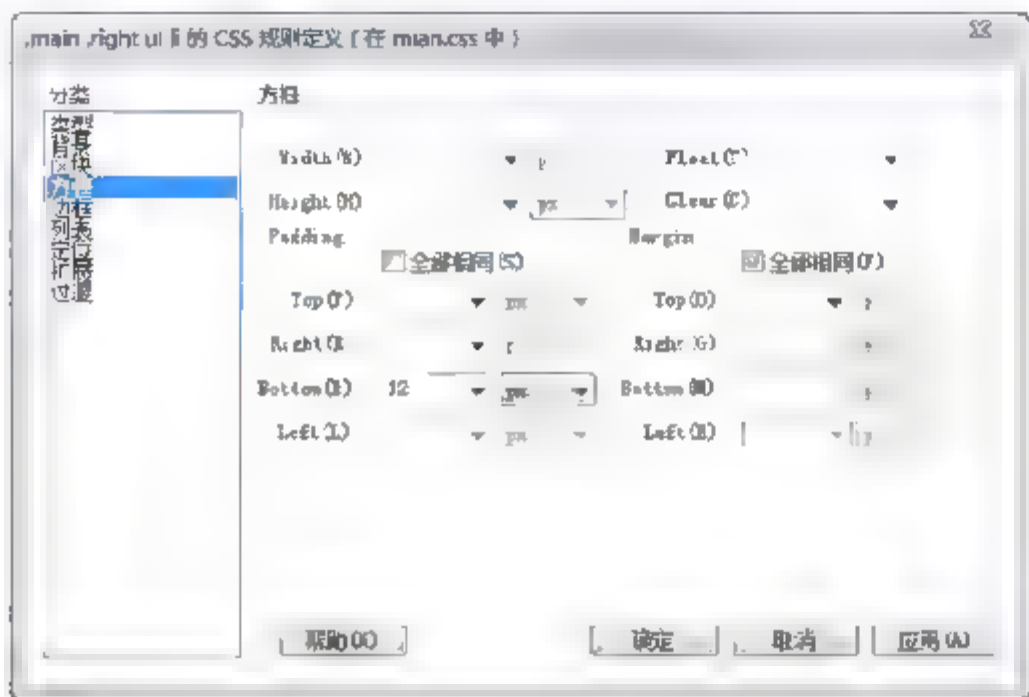 .main .right ul li 的 CSS 规则定义 ( 在 mian.css 中 )
分类
方框
类型
背景
区块
方框
边框
列表
定位
扩展
过渡
Width(W)
Float(T)
Height(H) px
Clear(C)
Padding Margin
全部相同(S) 全部相同(F)
Top(P) px Top(O)
Right(R Right(G)
Bottom(B) 12 px Bottom(M)
Left(L) px Left(E)
帮助(X) 确定 取消 应用(A)